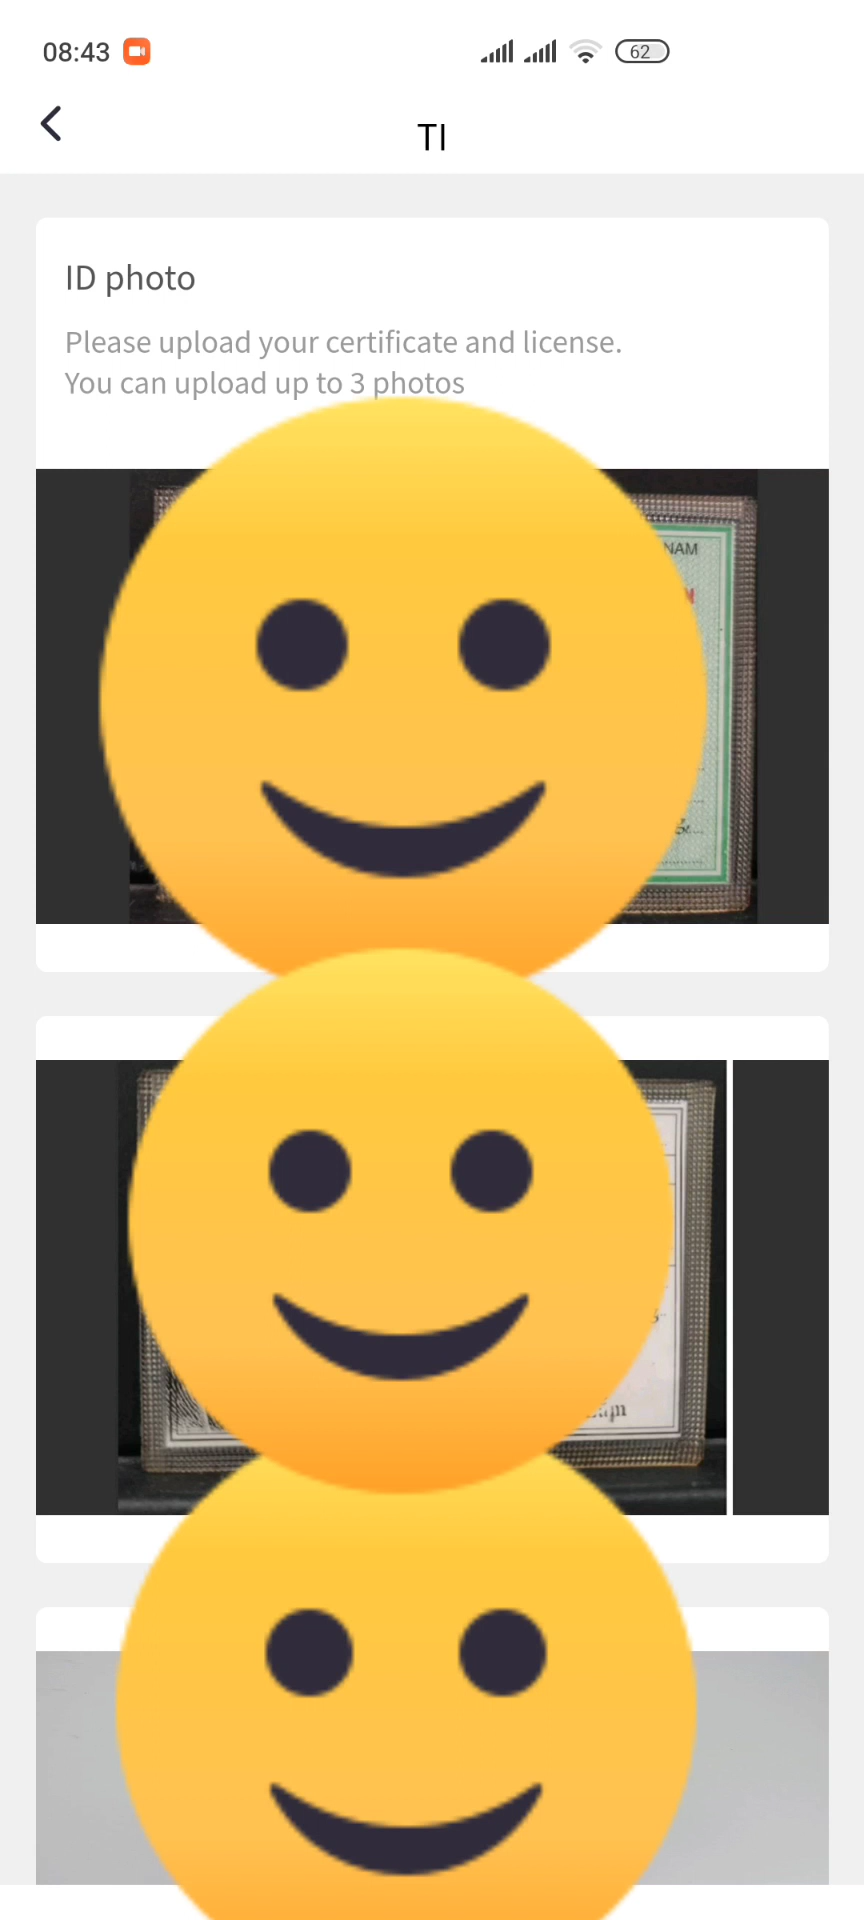 08:43
62
TI
ID photo
Please upload your certificate and license.
You can upload up to 3 photos
NAM